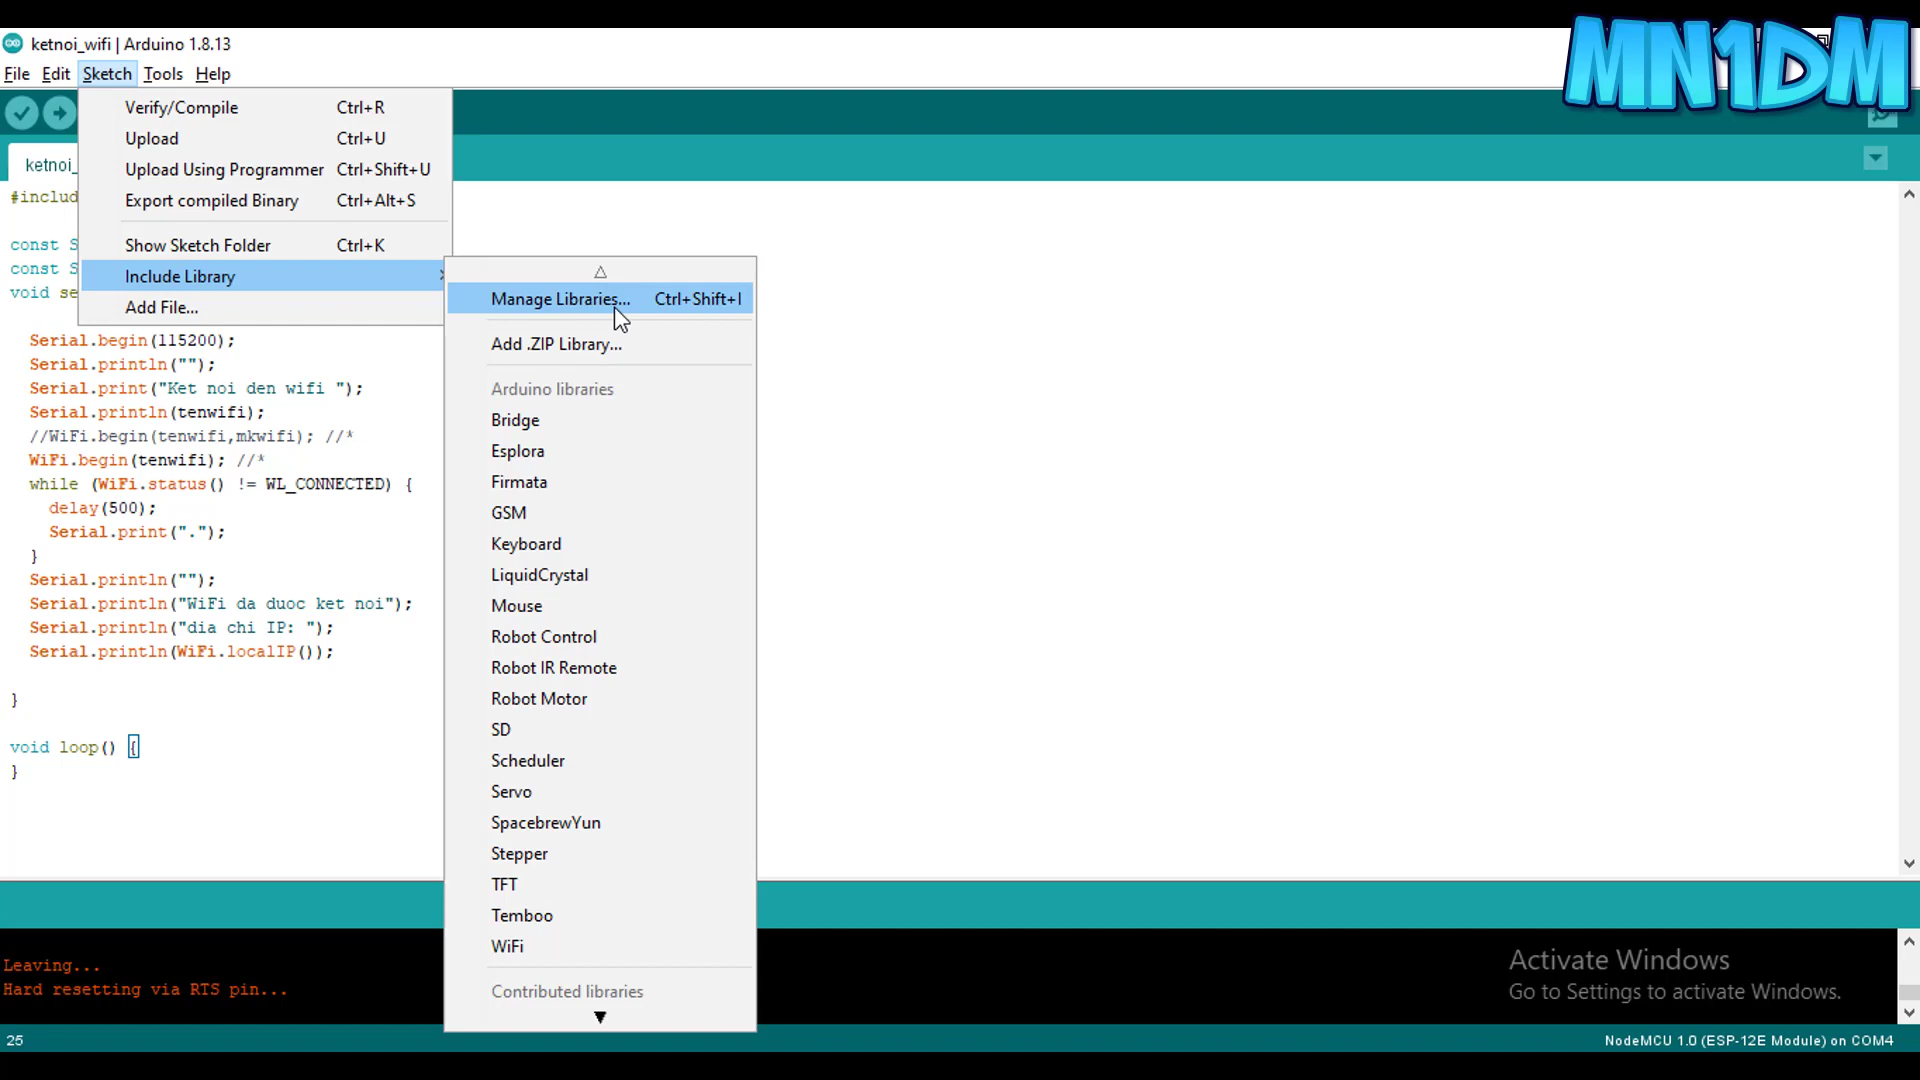 MN1DM
ketnoi_wifi | Arduino 1.8.13
File Edit Sketch Tools Help
Verify/Compile Ctrl+R
Upload Ctrl+U
Upload Using Programmer Ctrl+Shift+U
Export compiled Binary Ctrl+Alt+S
Show Sketch Folder Ctrl+K
Include Library
Add File...
Manage Libraries... Ctrl+Shift+I
Add .ZIP Library...
Arduino libraries
Bridge
Esplora
Firmata
GSM
Keyboard
LiquidCrystal
Mouse
Robot Control
Robot IR Remote
Robot Motor
SD
Scheduler
Servo
SpacebrewYun
Stepper
TFT
Temboo
WiFi
Contributed libraries
ketnoi_
#includ
const S
const S
void se
Serial.begin(115200);
Serial.println("");
Serial.print("Ket noi den wifi ");
Serial.println(tenwifi);
//WiFi.begin(tenwifi,mkwifi); //*
WiFi.begin(tenwifi); //*
while (WiFi.status() != WL_CONNECTED) {
delay(500);
Serial.print(".");
}
Serial.println("");
Serial.println("WiFi da duoc ket noi");
Serial.println("dia chi IP: ");
Serial.println(WiFi.localIP());
}
void loop() {
}
Leaving...
Hard resetting via RTS pin...
Activate Windows
Go to Settings to activate Windows.
25
NodeMCU 1.0 (ESP-12E Module) on COM4